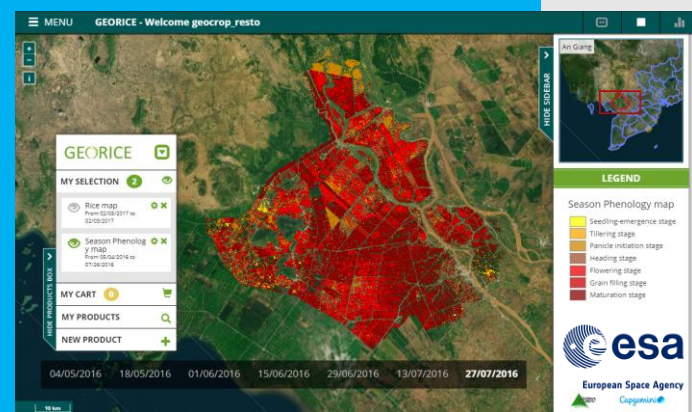 MENU GEORICE - Welcome geocrop_resto
+
-
i
HIDE SIDEBAR
An Giang
GEORICE
MY SELECTION 2
Rice map
From:02/03/2017 to:
02/03/2017
Season Phenolog
y map
From: 05/04/2016 to:
07/26/2016
MY CART 0
MY PRODUCTS
NEW PRODUCT +
HIDE PRODUCTS BOX
LEGEND
Season Phenology map
Seedling-emergence stage
Tillering stage
Panicle initiation stage
Heading stage
Flowering stage
Grain filling stage
Maturation stage
04/05/2016 18/05/2016 01/06/2016 15/06/2016 29/06/2016 13/07/2016 27/07/2016
10 km
esa
European Space Agency
Capgemini